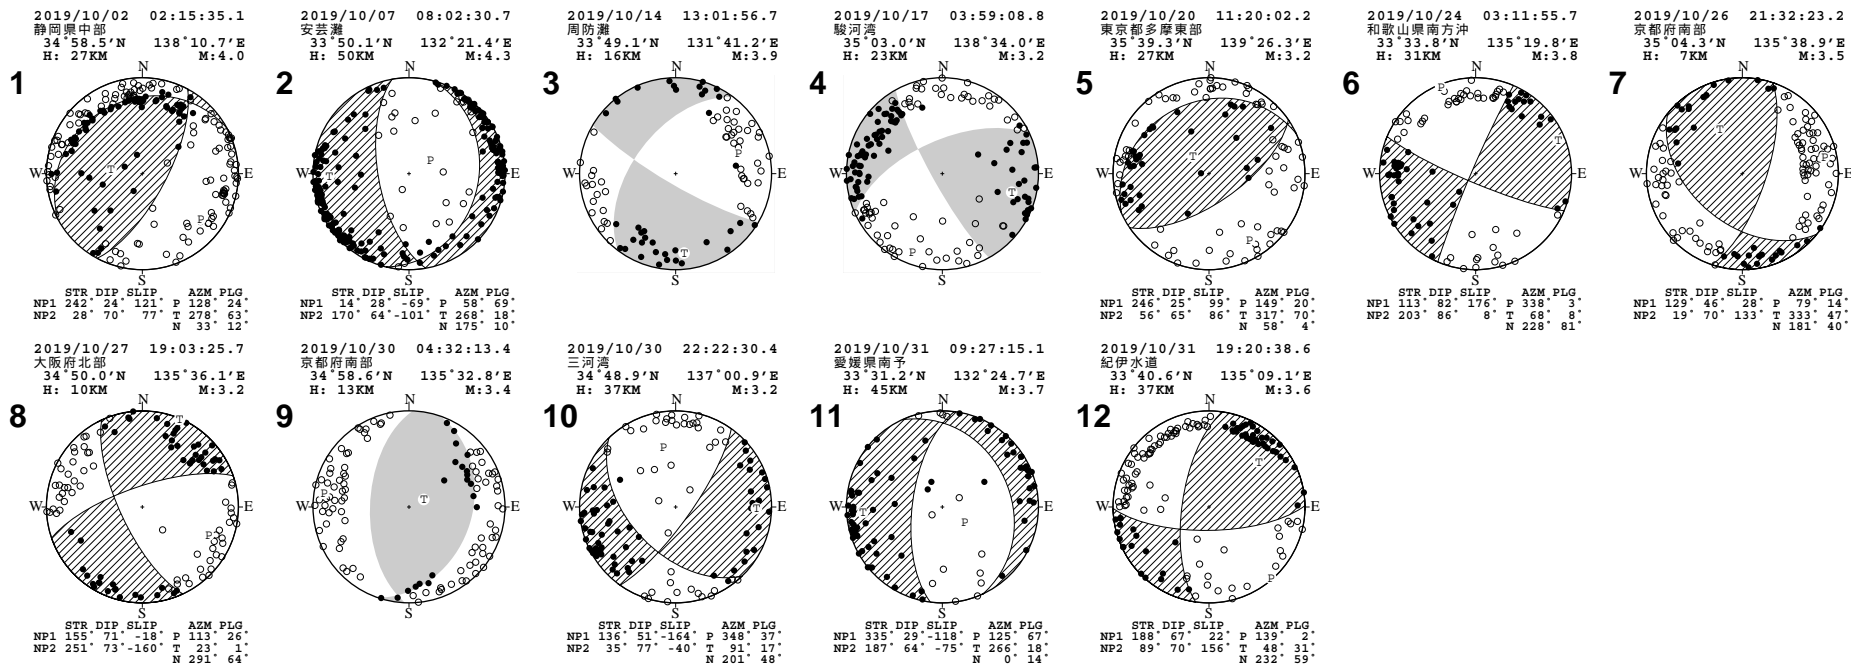 1
2019/10/02 02:15:35.1
静岡県中部
34°58.5'N 138°10.7'E
H: 27KM M:4.0
N
W E
S
T
P
STR DIP SLIP AZM PLG
NP1 242° 24° 121° P 128° 24°
NP2 28° 70° 77° T 278° 63°
N 33° 12°
2
2019/10/07 08:02:30.7
安芸灘
33°50.1'N 132°21.4'E
H: 50KM M:4.3
N
P
W T E
S
STR DIP SLIP AZM PLG
NP1 14° 28° -69° P 58° 69°
NP2 170° 64° -101° T 268° 18°
N 175° 10°
3
2019/10/14 13:01:56.7
周防灘
33°49.1'N 131°41.2'E
H: 16KM M:3.9
N
P
W E
T
S
4
2019/10/17 03:59:08.8
駿河湾
35°03.0'N 138°34.0'E
H: 23KM M:3.2
N
W E
T
P
S
5
2019/10/20 11:20:02.2
東京都多摩東部
35°39.3'N 139°26.3'E
H: 27KM M:3.2
N
T
W E
P
S
STR DIP SLIP AZM PLG
NP1 246° 25° 99° P 149° 20°
NP2 56° 65° 86° T 317° 70°
N 58° 4°
6
2019/10/24 03:11:55.7
和歌山県南方沖
33°33.8'N 135°19.8'E
H: 31KM M:3.8
N
P
T
W E
S
STR DIP SLIP AZM PLG
NP1 113° 82° 176° P 338° 3°
NP2 203° 86° 8° T 68° 8°
N 228° 81°
7
2019/10/26 21:32:23.2
京都府南部
35°04.3'N 135°38.9'E
H: 7KM M:3.5
N
T
P
W E
S
STR DIP SLIP AZM PLG
NP1 129° 46° 28° P 79° 14°
NP2 19° 70° 133° T 333° 47°
N 181° 40°
8
2019/10/27 19:03:25.7
大阪府北部
34°50.0'N 135°36.1'E
H: 10KM M:3.2
N
T
W E
P
S
STR DIP SLIP AZM PLG
NP1 155° 71° -18° P 113° 26°
NP2 251° 73° -160° T 23° 1°
N 291° 64°
9
2019/10/30 04:32:13.4
京都府南部
34°58.6'N 135°32.8'E
H: 13KM M:3.4
N
P T
W E
S
10
2019/10/30 22:22:30.4
三河湾
34°48.9'N 137°00.9'E
H: 37KM M:3.2
N
P
W T E
S
STR DIP SLIP AZM PLG
NP1 136° 51° -164° P 348° 37°
NP2 35° 77° -40° T 91° 17°
N 201° 48°
11
2019/10/31 09:27:15.1
愛媛県南予
33°31.2'N 132°24.7'E
H: 45KM M:3.7
N
W T E
P
S
STR DIP SLIP AZM PLG
NP1 335° 29° -118° P 125° 67°
NP2 187° 64° -75° T 266° 18°
N 0° 14°
12
2019/10/31 19:20:38.6
紀伊水道
33°40.6'N 135°09.1'E
H: 37KM M:3.6
N
T
W E
P
S
STR DIP SLIP AZM PLG
NP1 188° 67° 22° P 139° 2°
NP2 89° 70° 156° T 48° 31°
N 232° 59°